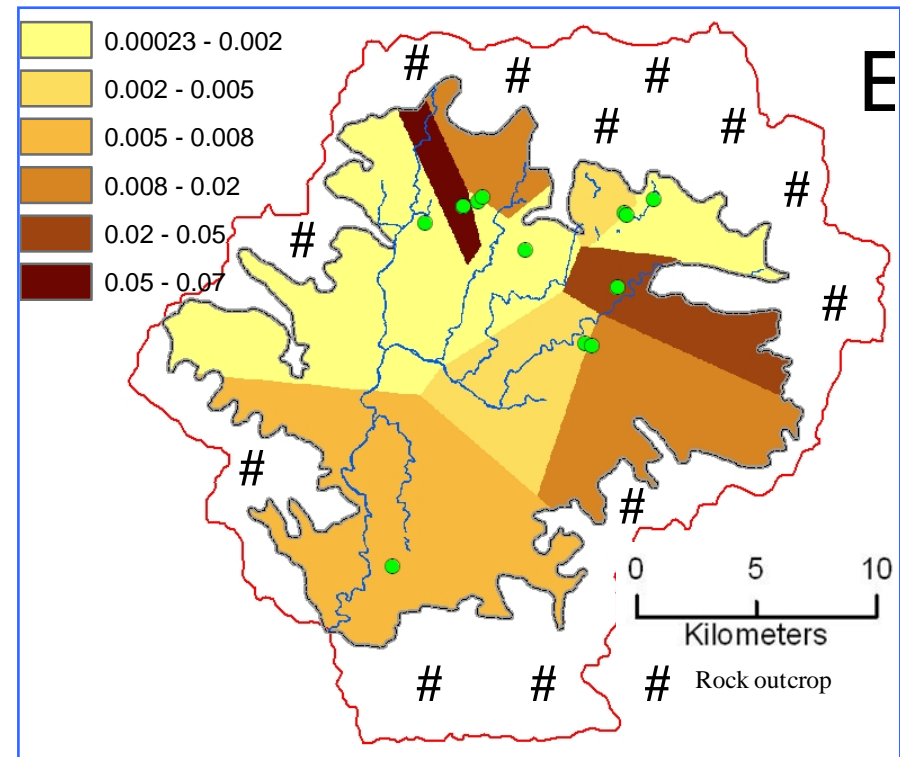 0.00023 - 0.002
0.002 - 0.005
0.005 - 0.008
0.008 - 0.02
0.02 - 0.05
0.05 - 0.07
E
# # #
# #
#
#
#
#
#
0 5 10
Kilometers
# # # Rock outcrop